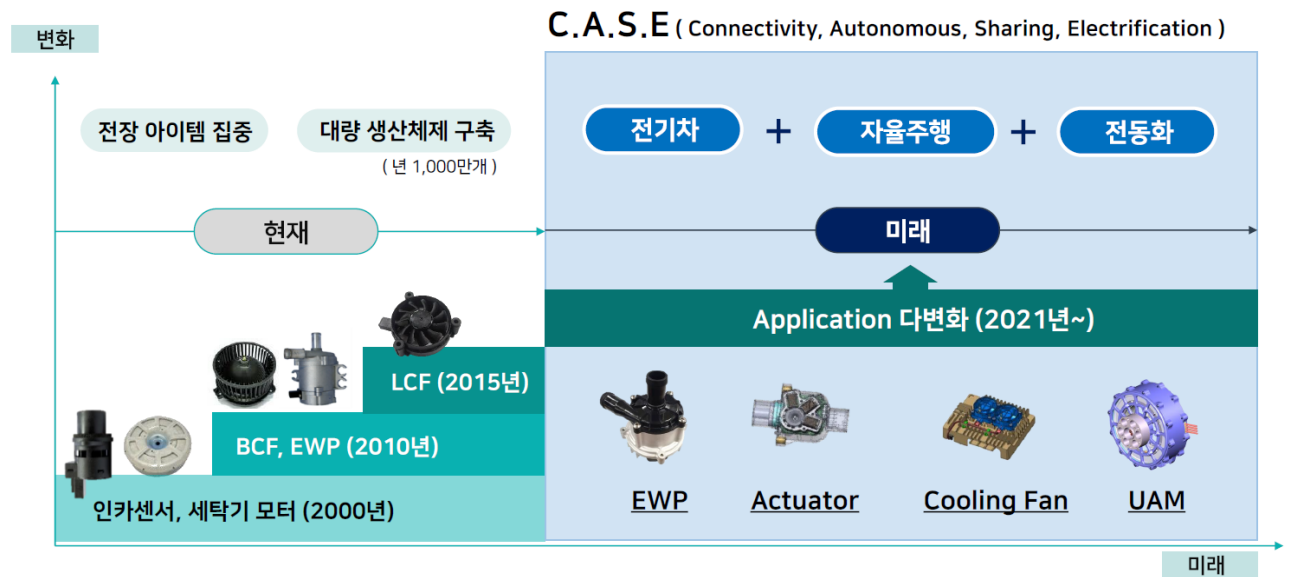 C.A.S.E ( Connectivity, Autonomous, Sharing, Electrification )
변화
전장 아이템 집중
대량 생산체제 구축
( 년 1,000만개 )
전기차 + 자율주행 + 전동화
현재
미래
Application 다변화 (2021년~)
LCF (2015년)
BCF, EWP (2010년)
인카센서, 세탁기 모터 (2000년)
EWP
Actuator
Cooling Fan
UAM
미래